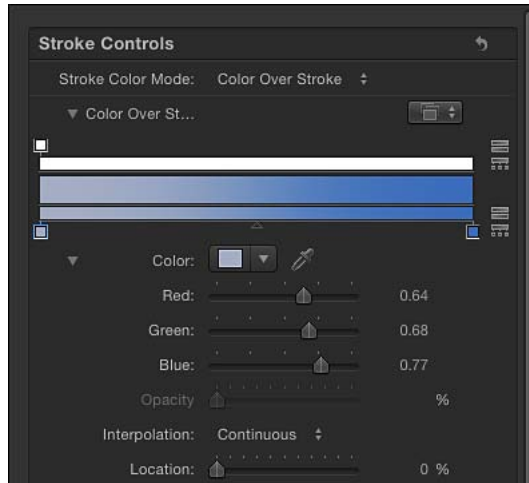 Stroke Controls
Stroke Color Mode: Color Over Stroke
Color Over St...
Color:
Red: 0.64
Green: 0.68
Blue: 0.77
Opacity %
Interpolation: Continuous
Location: 0 %